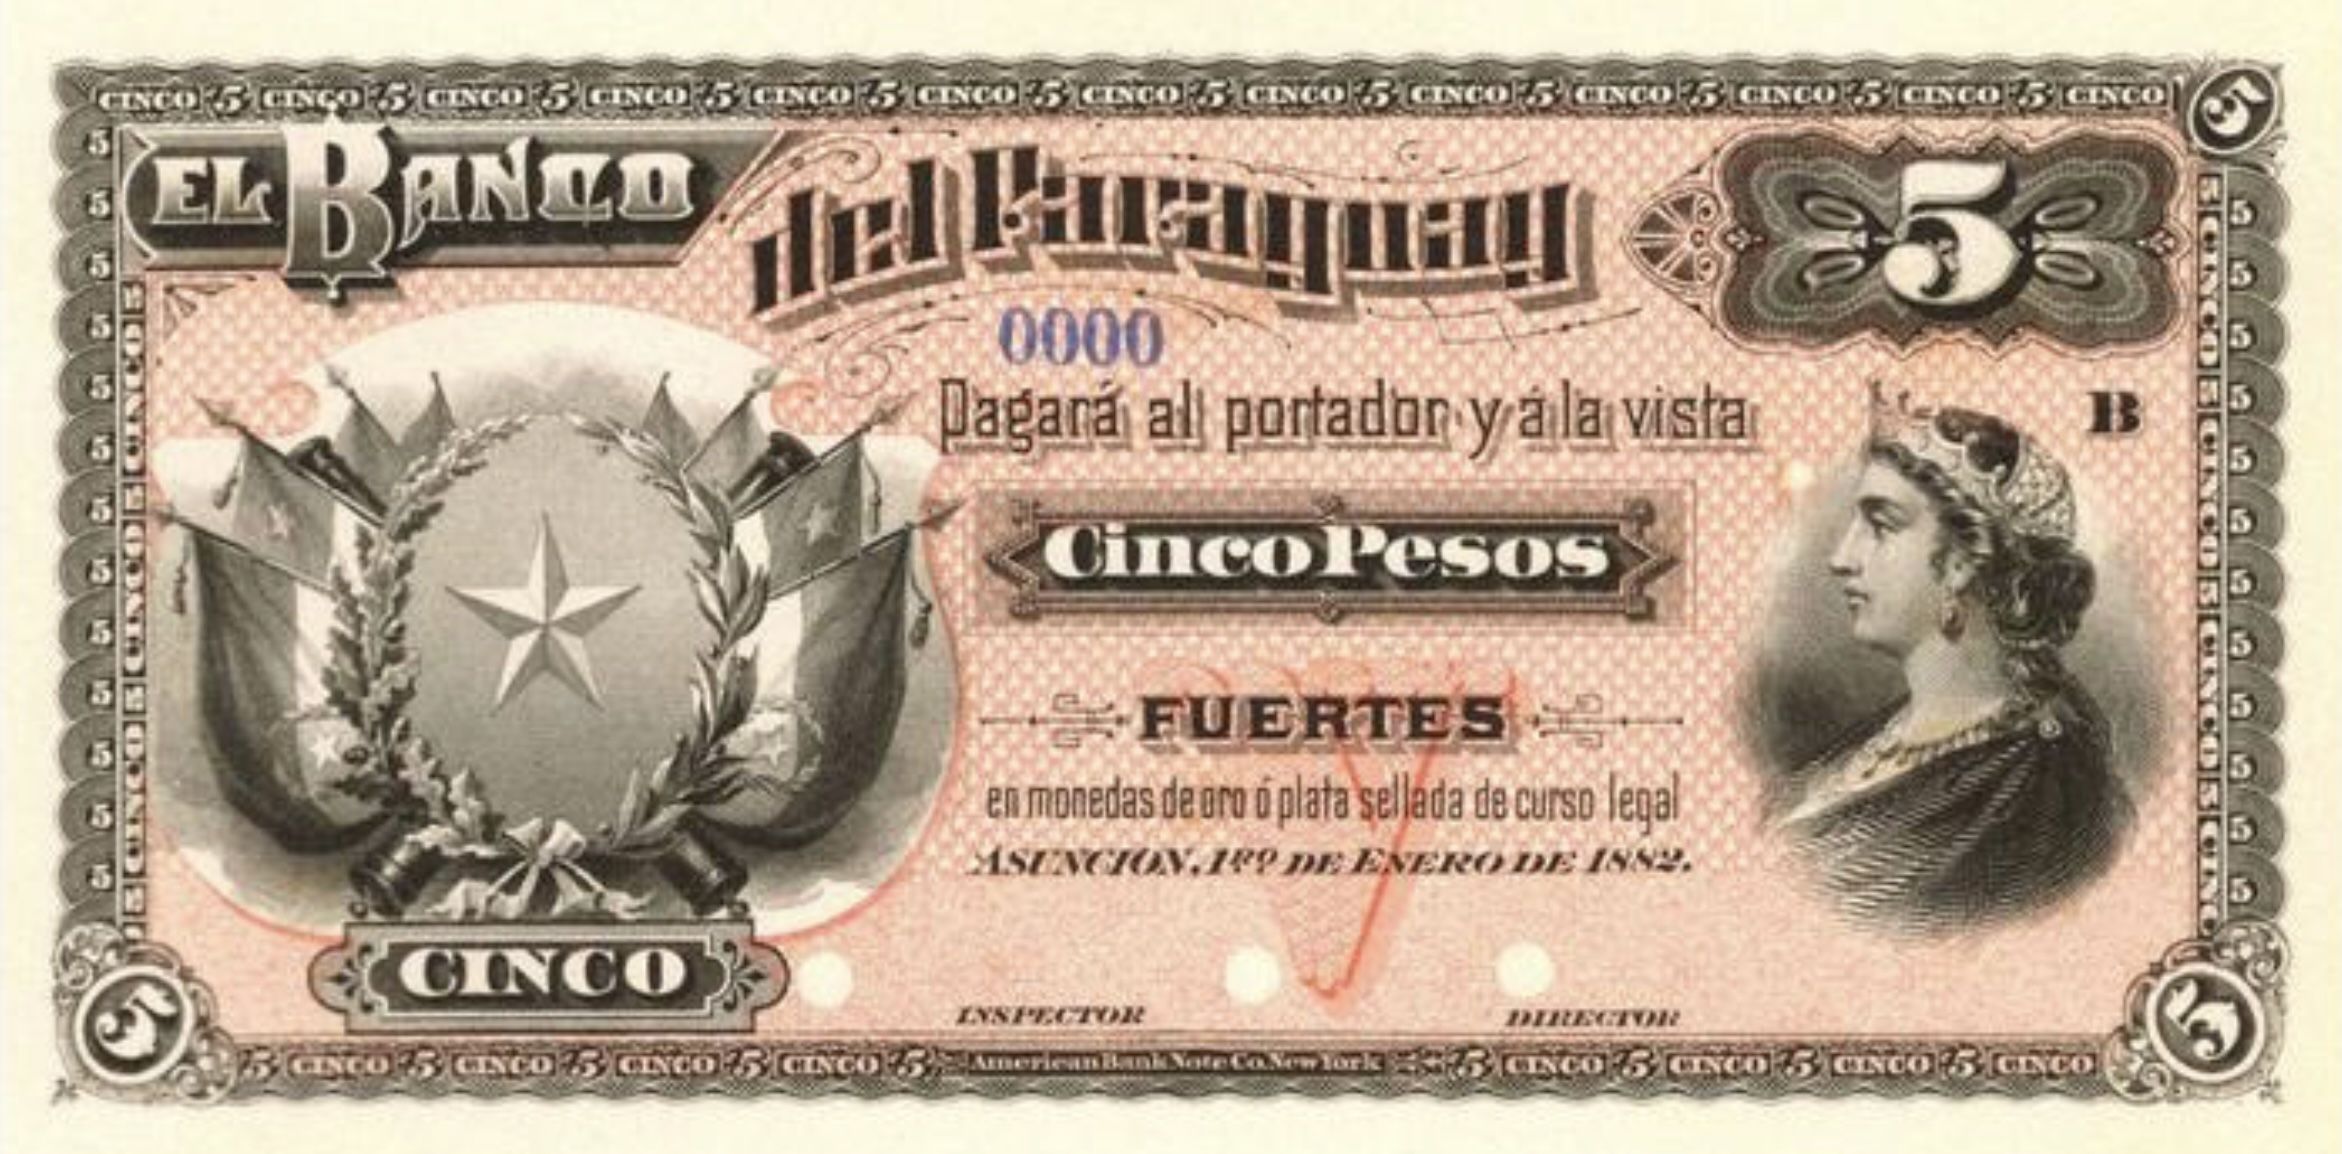 CINCO 5 CINCO 5 CINCO 5 CINCO 5 CINCO 5 CINCO 5 CINCO 5 CINCO 5 CINCO 5 CINCO 5 CINCO 5 CINCO 5 CINCO
5
EL BANCO
del Paraguay
5
0000
Pagará al portador y á la vista
B
Cinco Pesos
FUERTES
en monedas de oro ó plata sellada de curso legal
ASUNCION, 1ro DE ENERO DE 1882.
CINCO
INSPECTOR
DIRECTOR
5
5
5 CINCO 5 CINCO 5 CINCO 5 CINCO 5 American Bank Note Co. New York 5 CINCO 5 CINCO 5 CINCO 5 CINCO